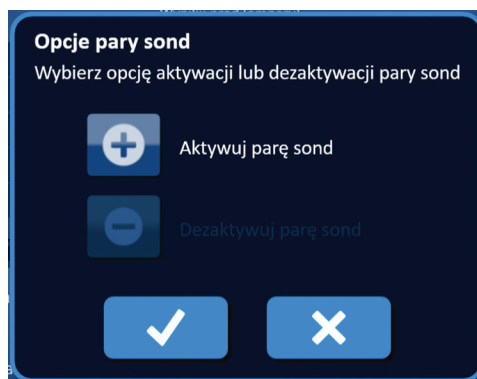 Opcje pary sond
Wybierz opcję aktywacji lub dezaktywacji pary sond
Aktywuj parę sond
Dezaktywuj parę sond